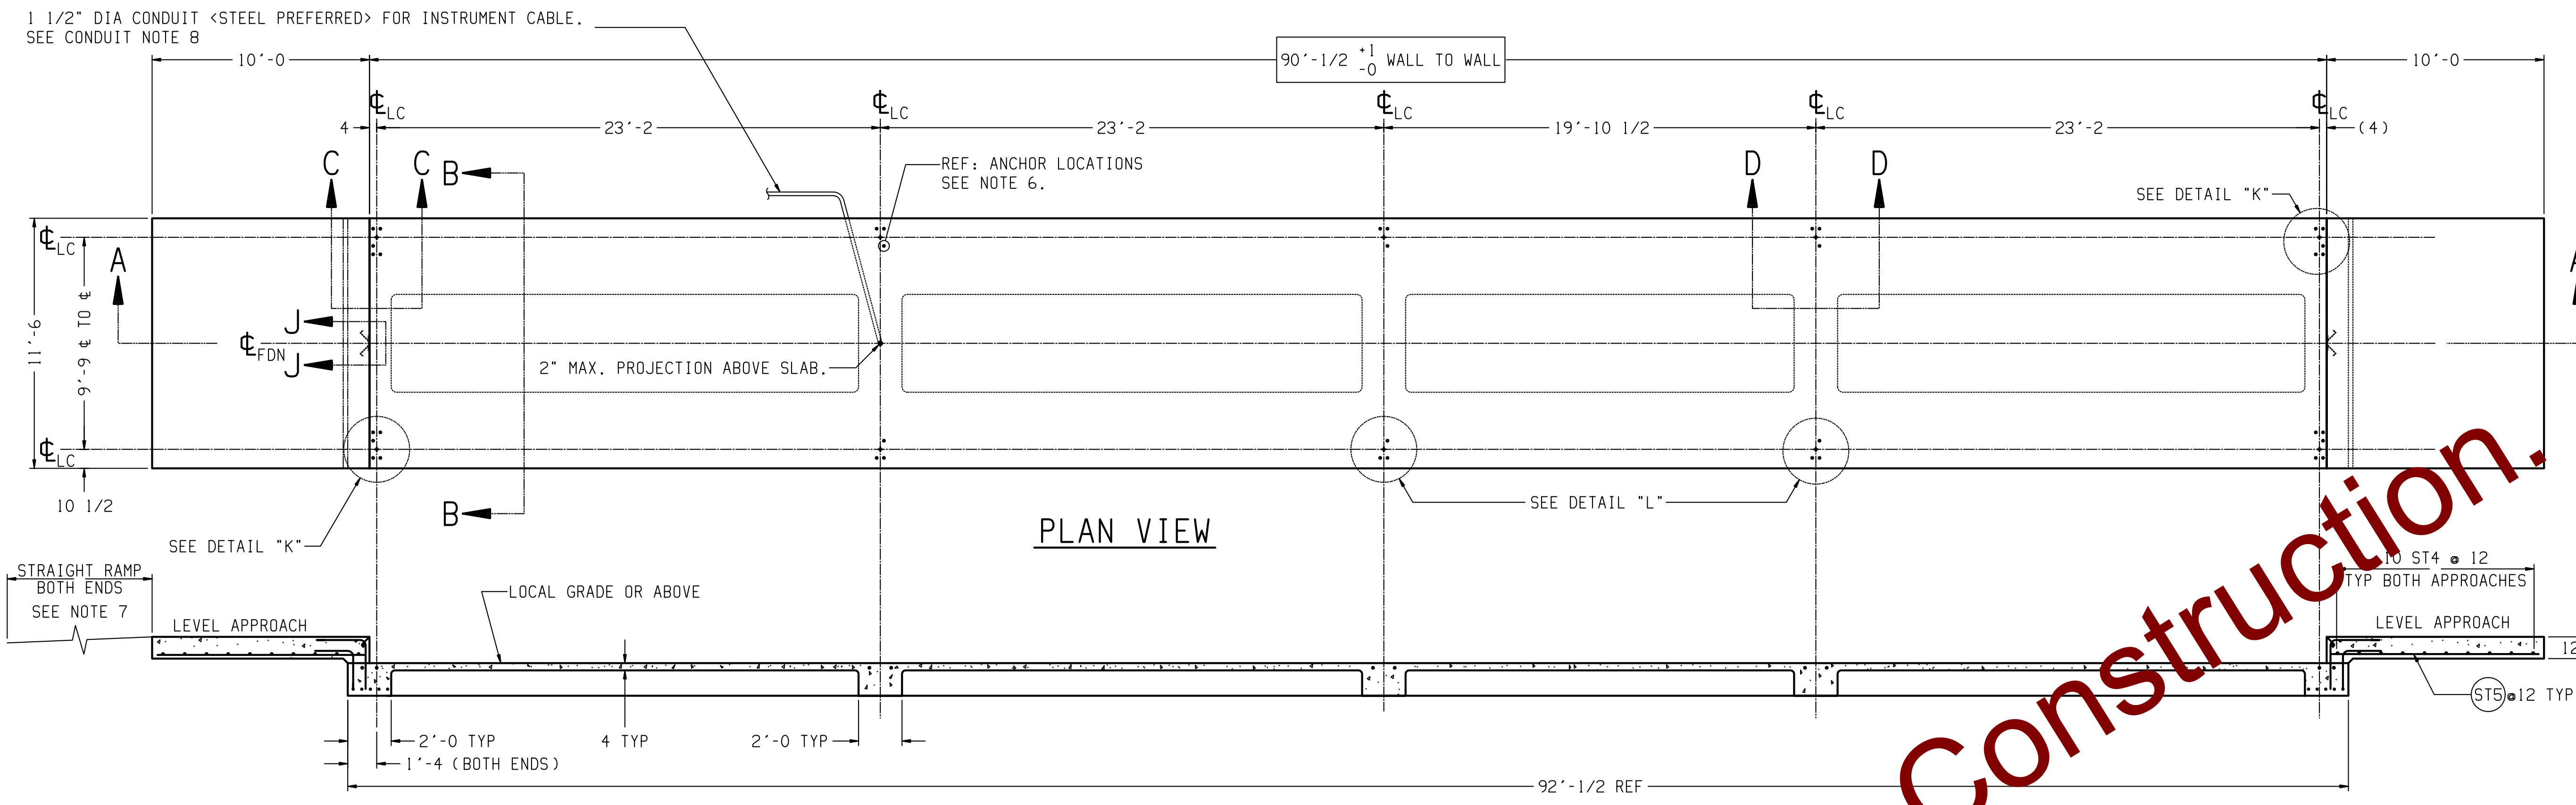 1 1/2" DIA CONDUIT <STEEL PREFERRED> FOR INSTRUMENT CABLE.
SEE CONDUIT NOTE 8
10'-0
90'-1/2 +1 -0 WALL TO WALL
10'-0
℄LC
℄LC
℄LC
℄LC
℄LC
4
23'-2
23'-2
19'-10 1/2
23'-2
(4)
C
C
B
REF: ANCHOR LOCATIONS
SEE NOTE 6.
D
D
SEE DETAIL "K"
℄LC
A
11'-6
9'-9 ℄ TO ℄
J
℄FDN
J
2" MAX. PROJECTION ABOVE SLAB.
℄LC
10 1/2
B
SEE DETAIL "L"
SEE DETAIL "K"
PLAN VIEW
STRAIGHT RAMP
BOTH ENDS
SEE NOTE 7
LEVEL APPROACH
LOCAL GRADE OR ABOVE
10 ST4 @ 12
TYP BOTH APPROACHES
LEVEL APPROACH
12
ST5 @12 TYP
2'-0 TYP
4 TYP
2'-0 TYP
1'-4 (BOTH ENDS)
92'-1/2 REF
Construction.